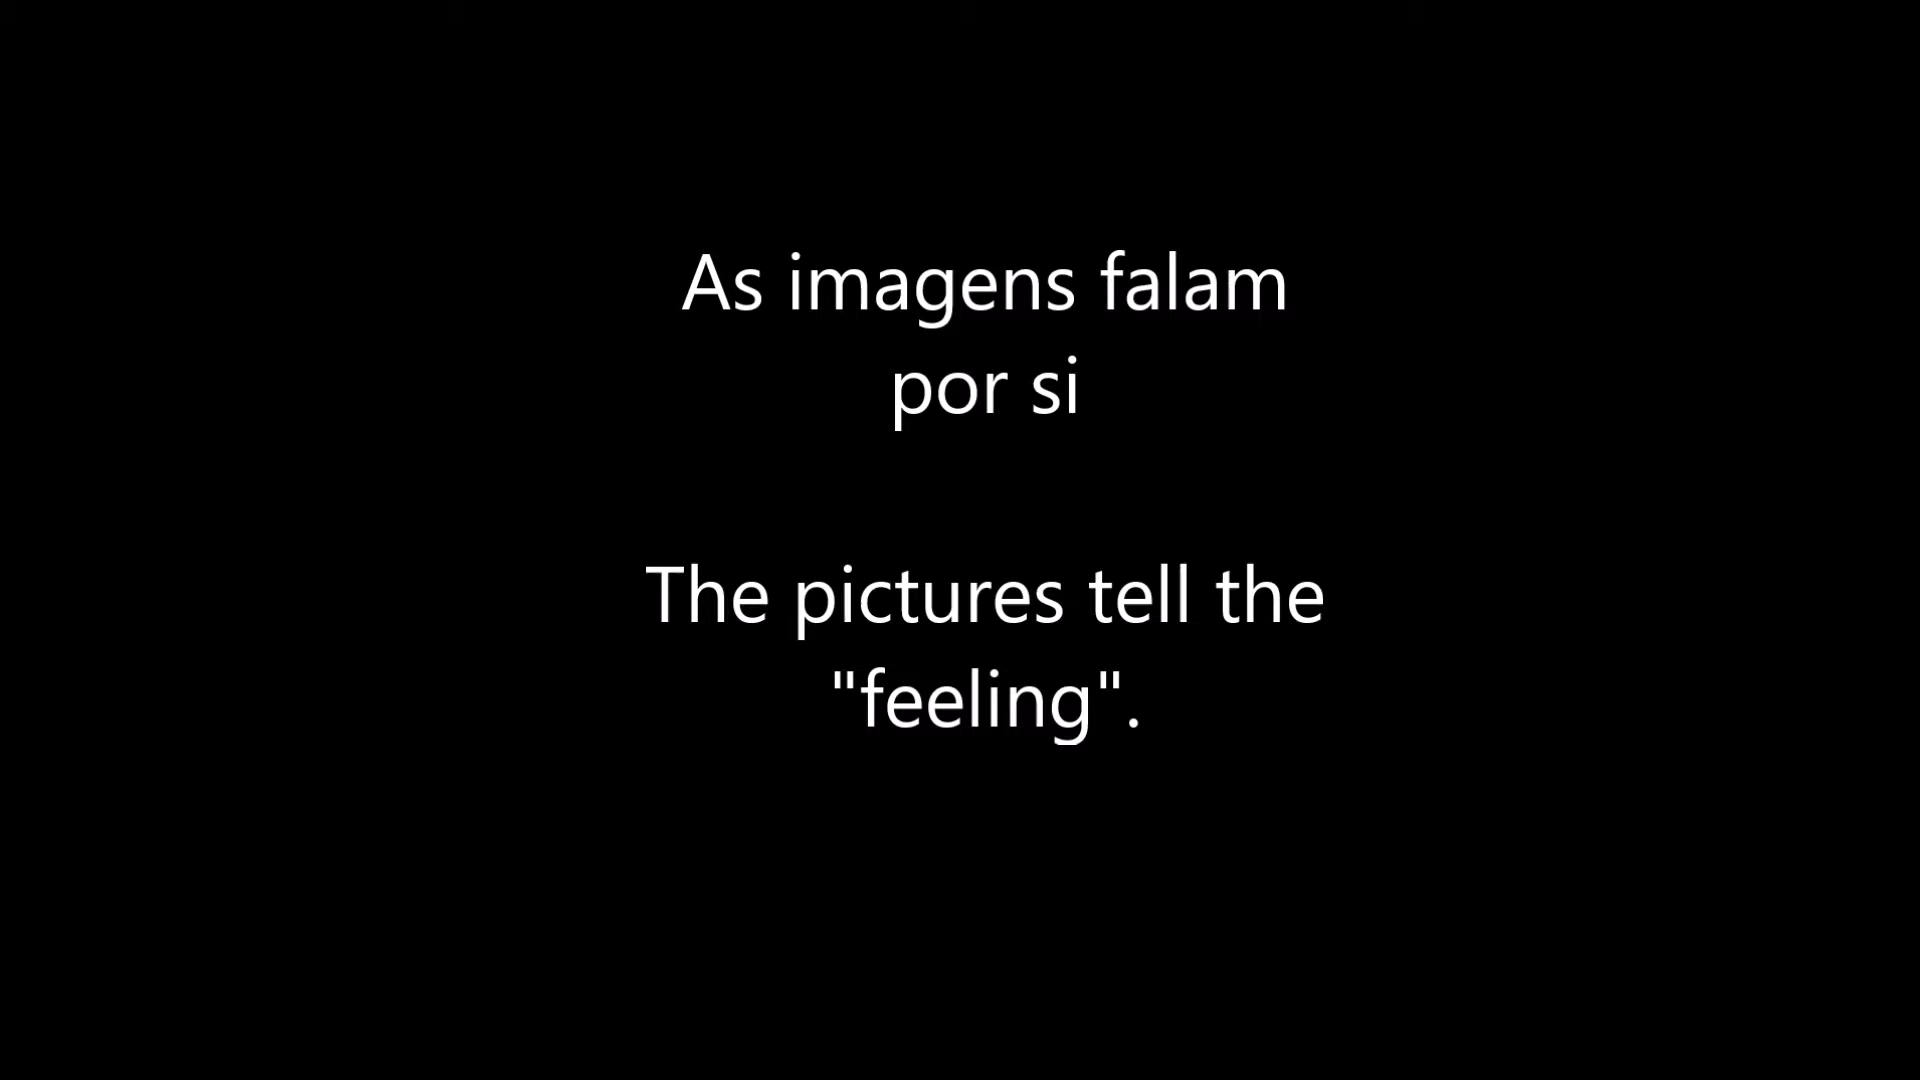 As imagens falam
por si
The pictures tell the
"feeling".